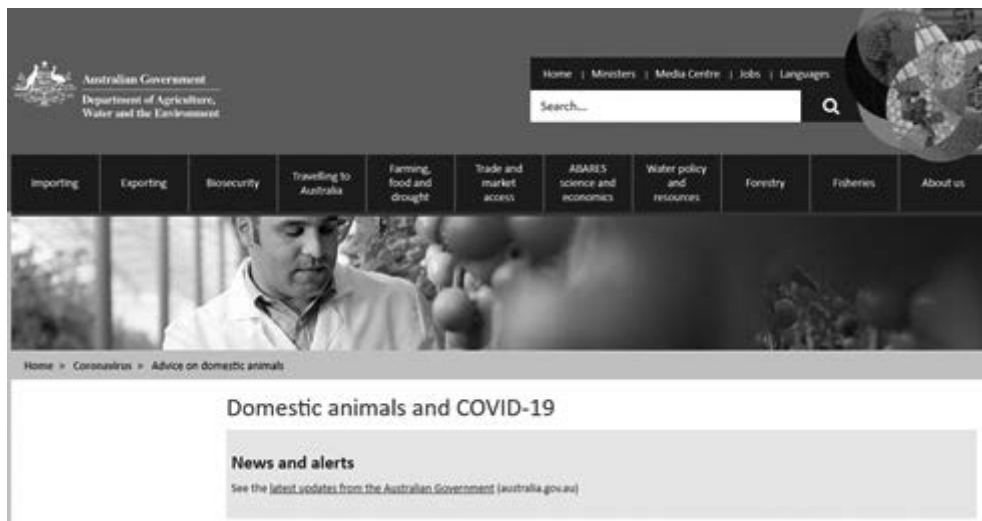 Australian Government
Department of Agriculture,
Water and the Environment
Home | Ministers | Media Centre | Jobs | Languages
Search...
Importing
Exporting
Biosecurity
Travelling to
Australia
Farming,
food and
drought
Trade and
market
access
ABARES
science and
economics
Water policy
and
resources
Forestry
Fisheries
About us
Home > Coronavirus > Advice on domestic animals
Domestic animals and COVID-19
News and alerts
See the latest updates from the Australian Government (australia.gov.au)